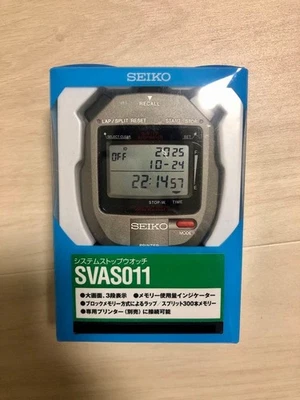 SEIKO
RECALL
LAP/SPLIT RESET
OFF
2025
10-24
22:14 57
STOP-IN TIME
SEIKO
MODE
PRINTER
システムストップウオッチ
SVAS011
●大画面、3段表示 ●メモリー使用量インジケーター
●ブロックメモリー方式によるラップ/スプリット300本メモリー
●専用プリンター(別売)に接続可能